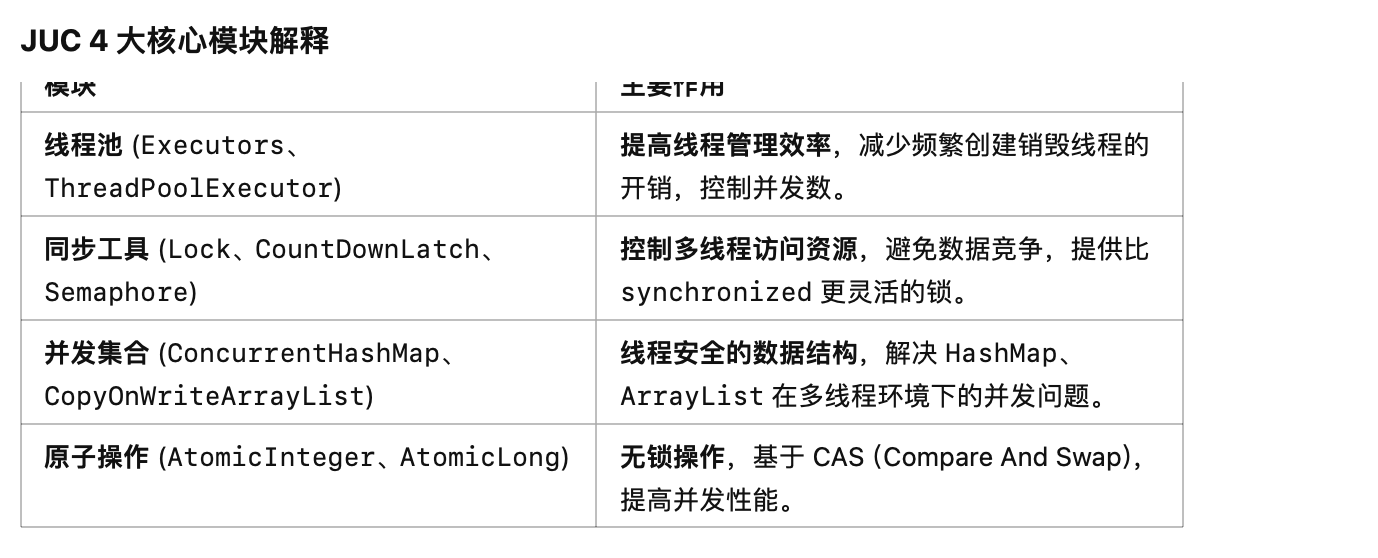 JUC 4 大核心模块解释
模块
主要作用
线程池 (Executors、
ThreadPoolExecutor)
提高线程管理效率，减少频繁创建销毁线程的
开销，控制并发数。
同步工具 (Lock、CountDownLatch、
Semaphore)
控制多线程访问资源，避免数据竞争，提供比
synchronized 更灵活的锁。
并发集合 (ConcurrentHashMap、
CopyOnWriteArrayList)
线程安全的数据结构，解决 HashMap、
ArrayList 在多线程环境下的并发问题。
原子操作 (AtomicInteger、AtomicLong)
无锁操作，基于 CAS（Compare And Swap），
提高并发性能。